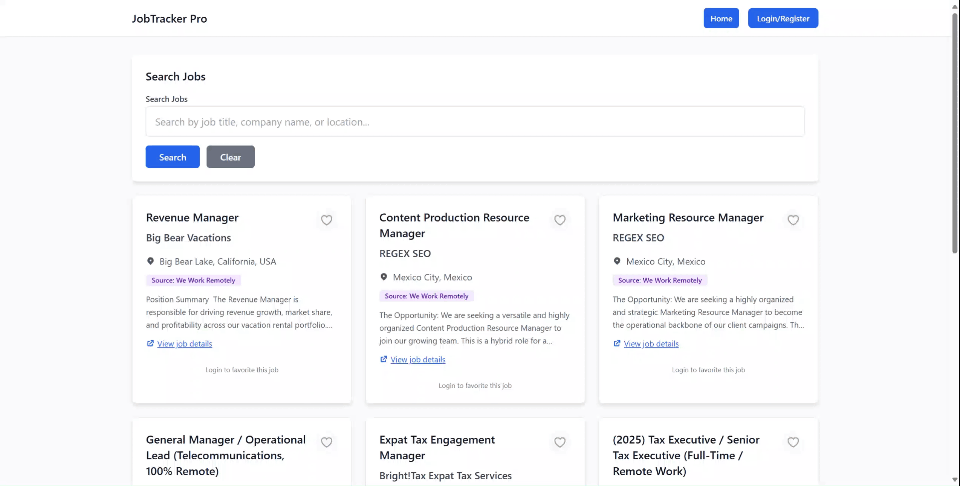 JobTracker Pro
Home
Login/Register
Search Jobs
Search Jobs
Search by job title, company name, or location...
Search
Clear
Revenue Manager
Big Bear Vacations
Big Bear Lake, California, USA
Source: We Work Remotely
Position Summary The Revenue Manager is
responsible for driving revenue growth, market share,
and profitability across our vacation rental portfolio...
View job details
Login to favorite this job
Content Production Resource
Manager
REGEX SEO
Mexico City, Mexico
Source: We Work Remotely
The Opportunity: We are seeking a versatile and highly
organized Content Production Resource Manager to
join our growing team. This is a hybrid role for a...
View job details
Login to favorite this job
Marketing Resource Manager
REGEX SEO
Mexico City, Mexico
Source: We Work Remotely
The Opportunity: We are seeking a highly organized
and strategic Marketing Resource Manager to become
the operational backbone of our client campaigns. Th...
View job details
Login to favorite this job
General Manager / Operational
Lead (Telecommunications,
100% Remote)
Expat Tax Engagement
Manager
Bright!Tax Expat Tax Services
(2025) Tax Executive / Senior
Tax Executive (Full-Time /
Remote Work)